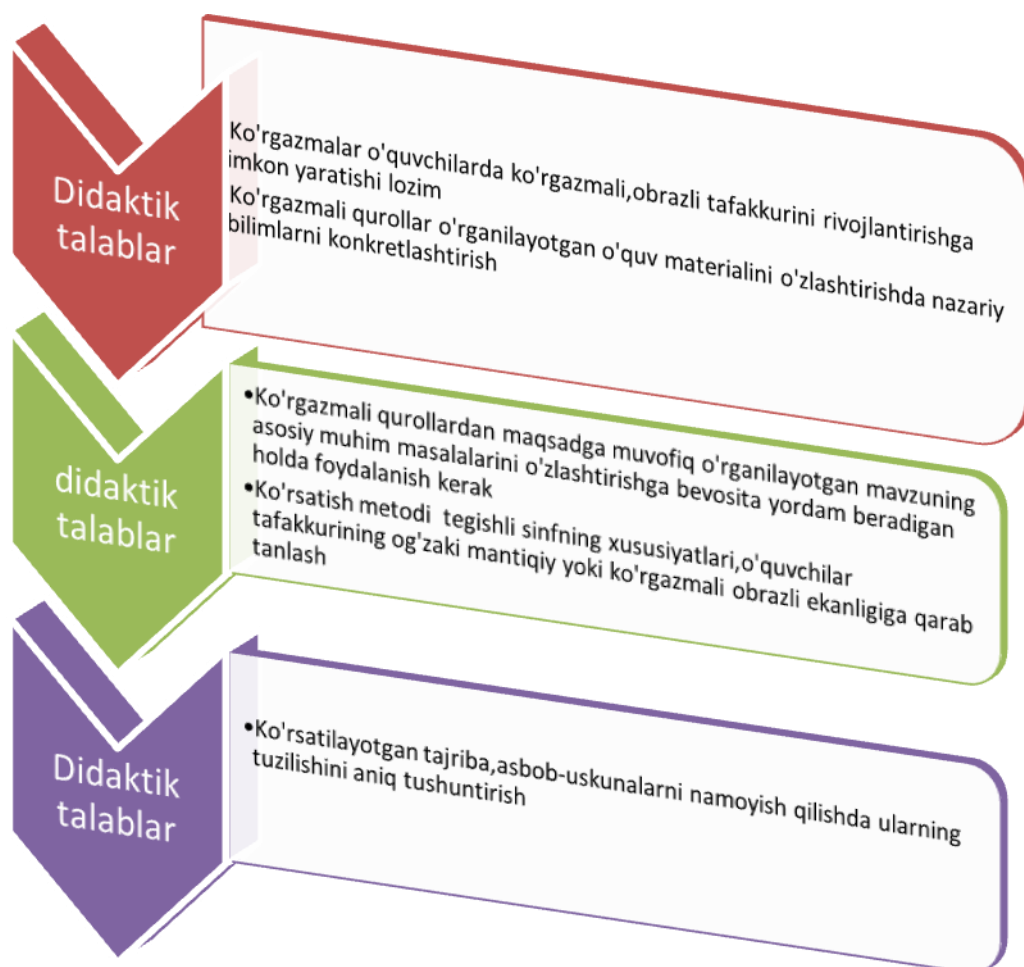 Didaktik
talablar
Ko'rgazmalar o'quvchilarda ko'rgazmali,obrazli tafakkurini rivojlantirishga
imkon yaratishi lozim
Ko'rgazmali qurollar o'rganilayotgan o'quv materialini o'zlashtirishda nazariy
bilimlarni konkretlashtirish
didaktik
talablar
•Ko'rgazmali qurollardan maqsadga muvofiq o'rganilayotgan mavzuning
asosiy muhim masalalarini o'zlashtirishga bevosita yordam beradigan
holda foydalanish kerak
•Ko'rsatish metodi tegishli sinfning xususiyatlari,o'quvchilar
tafakkurining og'zaki mantiqiy yoki ko'rgazmali obrazli ekanligiga qarab
tanlash
Didaktik
talablar
•Ko'rsatilayotgan tajriba,asbob-uskunalarni namoyish qilishda ularning
tuzilishini aniq tushuntirish